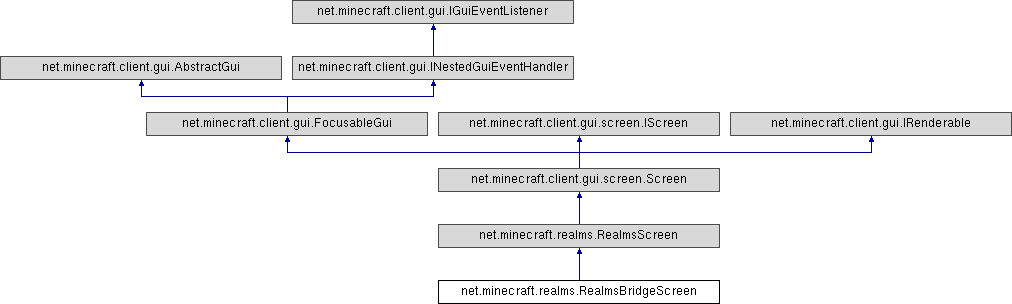 net.minecraft.client.gui.IGuiEventListener
net.minecraft.client.gui.AbstractGui
net.minecraft.client.gui.INestedGuiEventHandler
net.minecraft.client.gui.FocusableGui
net.minecraft.client.gui.screen.IScreen
net.minecraft.client.gui.IRenderable
net.minecraft.client.gui.screen.Screen
net.minecraft.realms.RealmsScreen
net.minecraft.realms.RealmsBridgeScreen